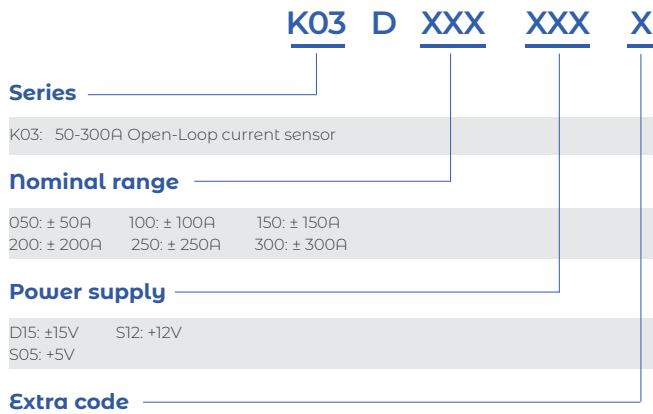 K03 D XXX XXX X
Series
K03: 50-300A Open-Loop current sensor
Nominal range
050: ± 50A 100: ± 100A 150: ± 150A
200: ± 200A 250: ± 250A 300: ± 300A
Power supply
D15: ±15V S12: +12V
S05: +5V
Extra code